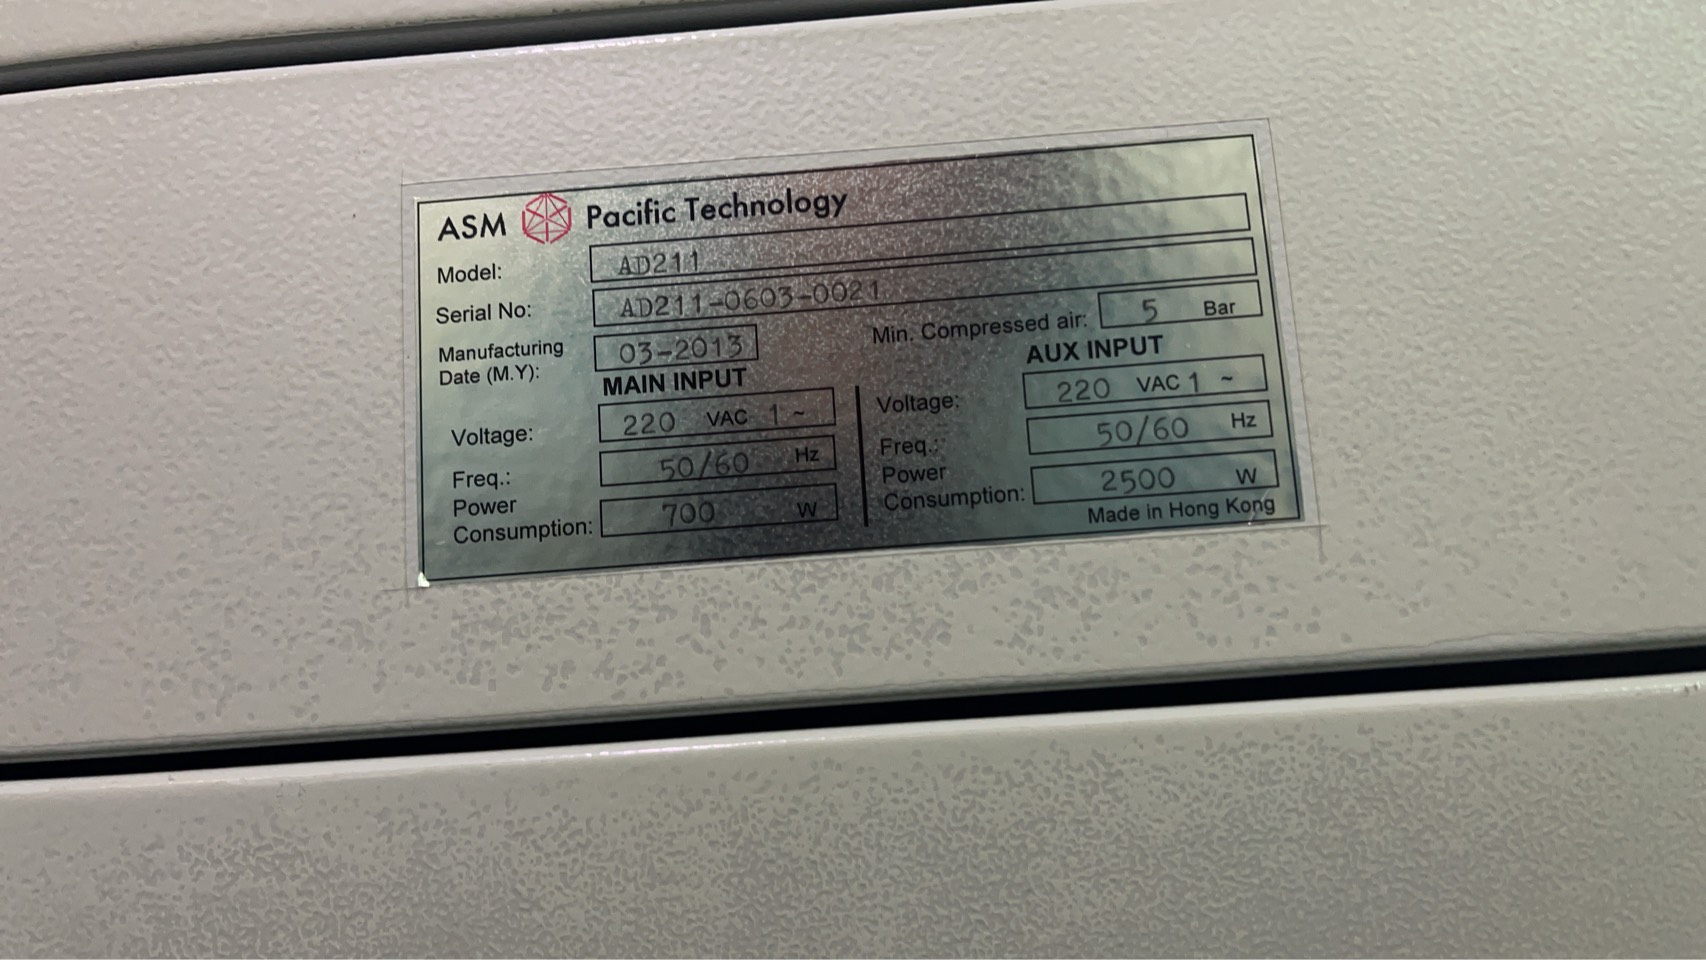 ASM Pacific Technology
Model: AD211
Serial No: AD211-0603-0021
Manufacturing Date (M.Y): 03-2013
Min. Compressed air: 5 Bar
MAIN INPUT
Voltage: 220 VAC 1 ~
Freq.: 50/60 Hz
Power Consumption: 700 W
AUX INPUT
Voltage: 220 VAC 1 ~
Freq.: 50/60 Hz
Power Consumption: 2500 W
Made in Hong Kong